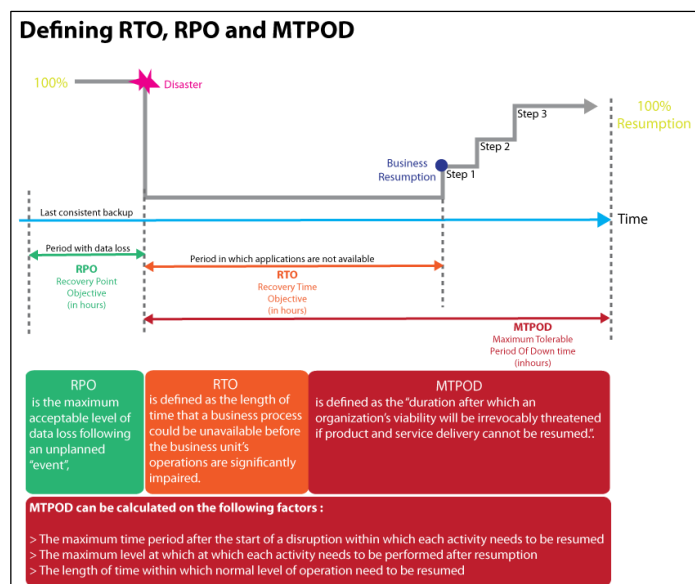 Defining RTO, RPO and MTPOD
100%
Disaster
Step 3
100%
Resumption
Step 2
Business
Resumption
Step 1
Last consistent backup
Time
Period with data loss
Period in which applications are not available
RPO
Recovery Point
Objective
(in hours)
RTO
Recovery Time
Objective
(in hours)
MTPOD
Maximum Tolerable
Period Of Down time
(inhours)
RPO
is the maximum
acceptable level of
data loss following
an unplanned
“event”,
RTO
is defined as the length of
time that a business process
could be unavailable before
the business unit’s
operations are significantly
impaired.
MTPOD
is defined as the “duration after which an
organization’s viability will be irrevocably threatened
if product and service delivery cannot be resumed.”.
MTPOD can be calculated on the following factors :
> The maximum time period after the start of a disruption within which each activity needs to be resumed
> The maximum level at which at which each activity needs to be performed after resumption
> The length of time within which normal level of operation need to be resumed